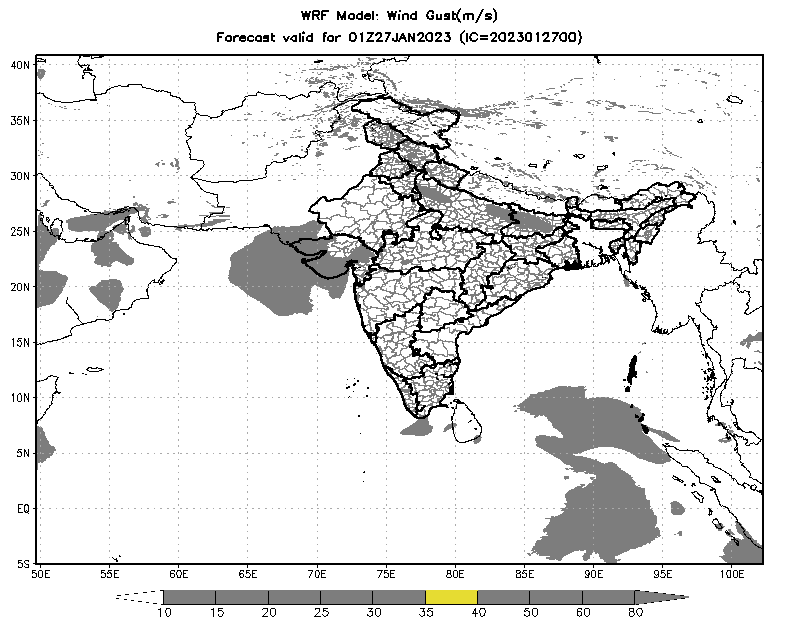 WRF Model: Wind Gust(m/s)
Forecast valid for 01Z27JAN2023 (IC=2023012700)
40N
35N
30N
25N
20N
15N
10N
5N
EQ
5S
50E 55E 60E 65E 70E 75E 80E 85E 90E 95E 100E
10 15 20 25 30 35 40 50 60 80